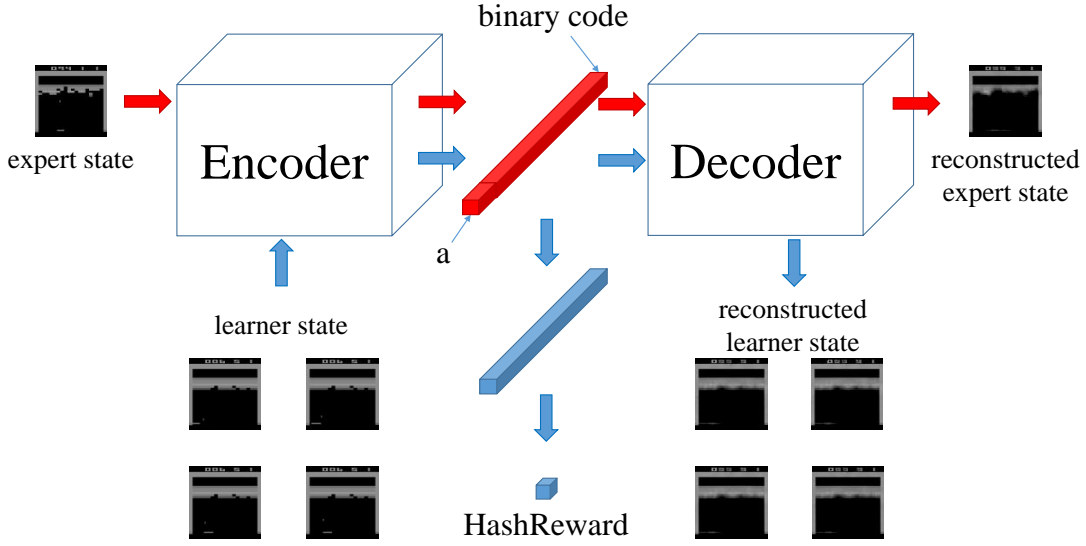 binary code
expert state
Encoder
Decoder
reconstructed
expert state
a
learner state
reconstructed
learner state
HashReward